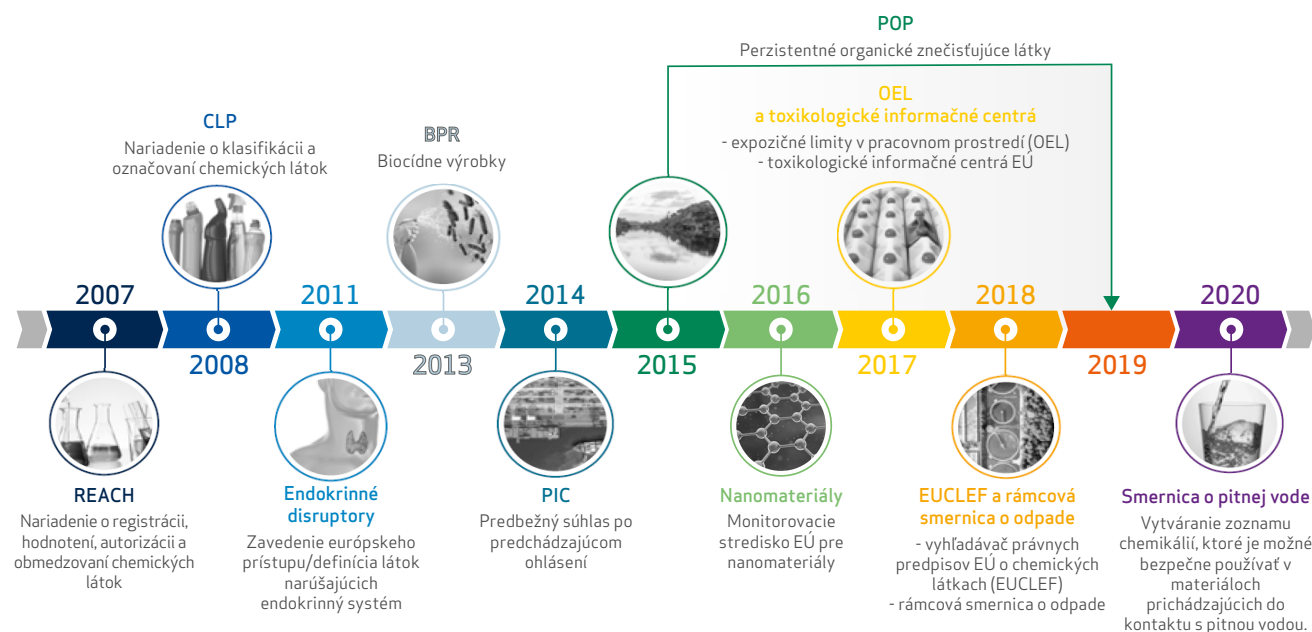 POP
Perzistentné organické znečisťujúce látky
OEL
a toxikologické informačné centrá
- expozičné limity v pracovnom prostredí (OEL)
- toxikologické informačné centrá EÚ
CLP
Nariadenie o klasifikácii a
označovaní chemických látok
BPR
Biocídne výrobky
2007
2008
2011
2013
2014
2015
2016
2017
2018
2019
2020
REACH
Nariadenie o registrácii,
hodnotení, autorizácii a
obmedzovaní chemických
látok
Endokrinné
disruptory
Zavedenie európskeho
prístupu/definícia látok
narúšajúcich
endokrinný systém
PIC
Predbežný súhlas po
predchádzajúcom
ohlásení
Nanomateriály
Monitorovacie
stredisko EÚ pre
nanomateriály
EUCLEF a rámcová
smernica o odpade
- vyhľadávač právnych
predpisov EÚ o chemických
látkach (EUCLEF)
- rámcová smernica o odpade
Smernica o pitnej vode
Vytváranie zoznamu
chemikálií, ktoré je možné
bezpečne používať v
materiáloch
prichádzajúcich do
kontaktu s pitnou vodou.